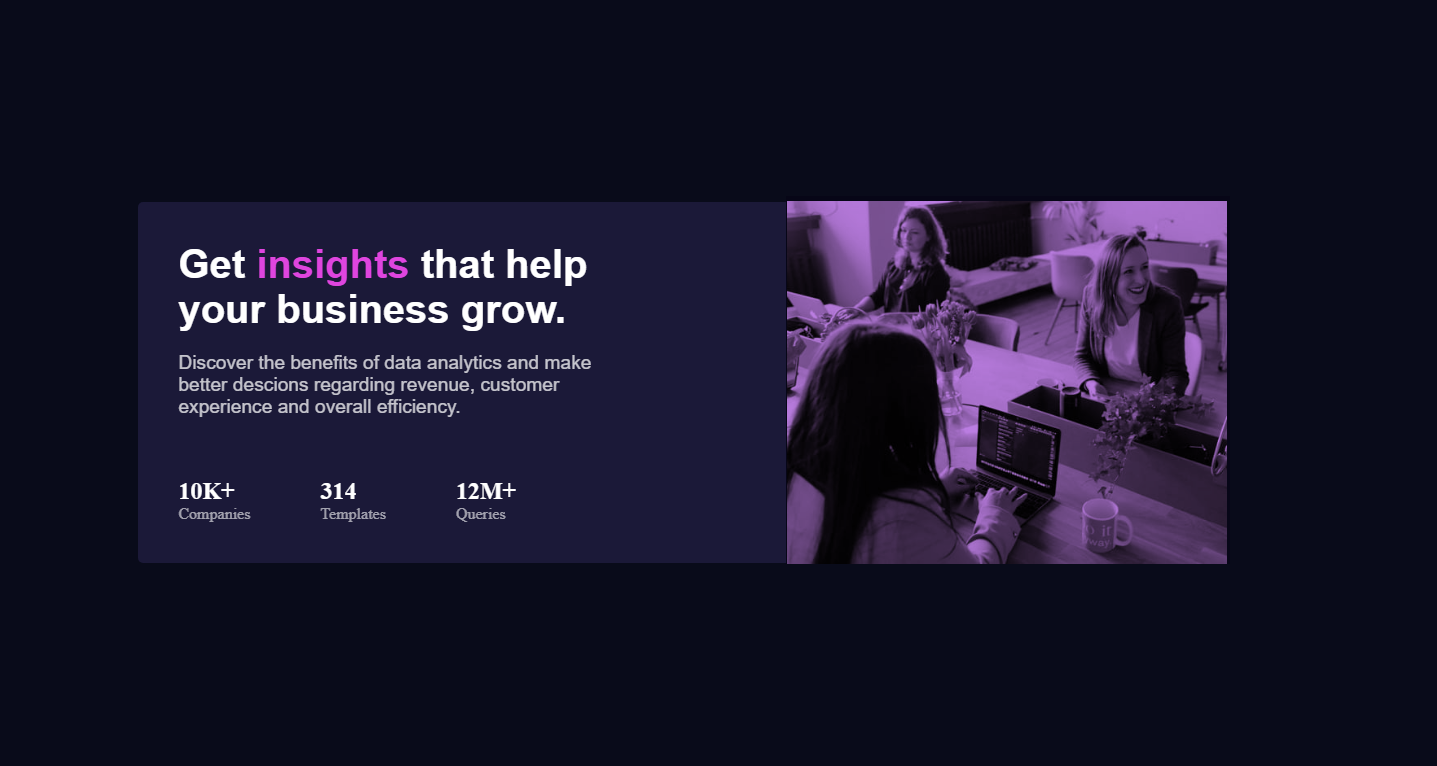 Get insights that help
your business grow.
Discover the benefits of data analytics and make
better descions regarding revenue, customer
experience and overall efficiency.
10K+ 314 12M+
Companies Templates Queries